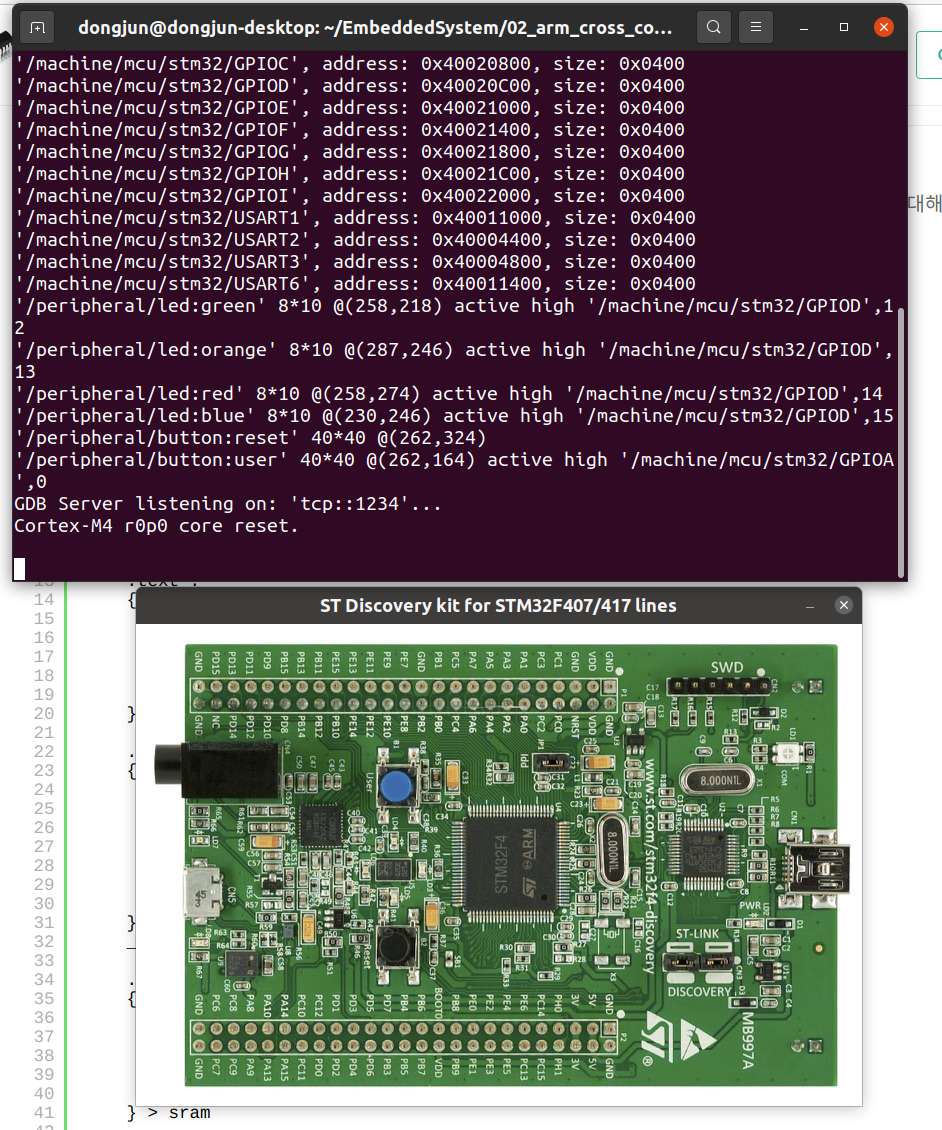 dongjun@dongjun-desktop: ~/EmbeddedSystem/02_arm_cross_co...
'/machine/mcu/stm32/GPIOC', address: 0x40020800, size: 0x0400
'/machine/mcu/stm32/GPIOD', address: 0x40020C00, size: 0x0400
'/machine/mcu/stm32/GPIOE', address: 0x40021000, size: 0x0400
'/machine/mcu/stm32/GPIOF', address: 0x40021400, size: 0x0400
'/machine/mcu/stm32/GPIOG', address: 0x40021800, size: 0x0400
'/machine/mcu/stm32/GPIOH', address: 0x40021C00, size: 0x0400
'/machine/mcu/stm32/GPIOI', address: 0x40022000, size: 0x0400
'/machine/mcu/stm32/USART1', address: 0x40011000, size: 0x0400
'/machine/mcu/stm32/USART2', address: 0x40004400, size: 0x0400
'/machine/mcu/stm32/USART3', address: 0x40004800, size: 0x0400
'/machine/mcu/stm32/USART6', address: 0x40011400, size: 0x0400
'/peripheral/led:green' 8*10 @(258,218) active high '/machine/mcu/stm32/GPIOD',1
2
'/peripheral/led:orange' 8*10 @(287,246) active high '/machine/mcu/stm32/GPIOD',
13
'/peripheral/led:red' 8*10 @(258,274) active high '/machine/mcu/stm32/GPIOD',14
'/peripheral/led:blue' 8*10 @(230,246) active high '/machine/mcu/stm32/GPIOD',15
'/peripheral/button:reset' 40*40 @(262,324)
'/peripheral/button:user' 40*40 @(262,164) active high '/machine/mcu/stm32/GPIOA
',0
GDB Server listening on: 'tcp::1234'...
Cortex-M4 r0p0 core reset.
대해
14 {
15
16
17
18
19
20 }
21
22 .
23 {
24
25
26
27
28
29
30
31 }
32
33
34 .
35 {
36
37
38
39
40
41 } > sram
ST Discovery kit for STM32F407/417 lines
GND PD15 PD13 PD11 PD9 PB15 PB13 PB11 PE15 PE13 PE11 PE9 PE7 GND PB1 PC5 PA7 PA5 PA3 PA1 PC3 PC1 GND VDD GND
GND NC PD14 PD12 PD10 PD8 PB14 PB12 PB10 PE14 PE12 PE10 PE8 PB2 PB0 PC4 PA6 PA4 PA2 PA0 PC2 PC0 NRST VDD GND
SWD
User
Reset
8.000N1L
8.000N1L
STM32F4
ARM
www.st.com/stm32f4-discovery
CN5
CN1
COM
PWR
ST-LINK
DISCOVERY
MB997A
GND PC6 PC8 PA8 PA10 PA14 PC10 PC12 PD1 PD3 PD5 PD7 PB4 PB6 BOOT0 PB8 PE0 PE2 PE4 PE6 PC14 PH0 3V 5V GND
GND PC7 PC9 PA9 PA13 PA15 PC11 PD0 PD2 PD4 PD6 PB3 PB5 PB7 VDD PB9 PE1 PE3 PE5 PC13 PC15 PH1 3V 5V GND